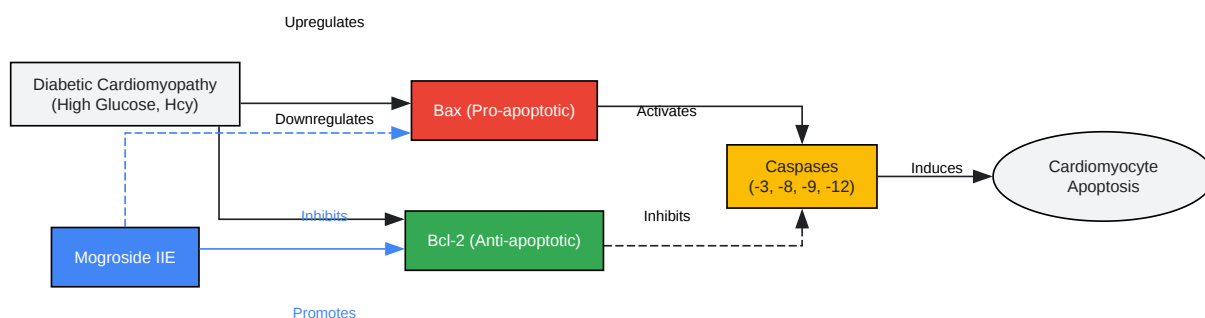 Upregulates
Diabetic Cardiomyopathy
(High Glucose, Hcy)
Bax (Pro-apoptotic)
Downregulates
Activates
Caspases
(-3, -8, -9, -12)
Induces
Cardiomyocyte
Apoptosis
Inhibits
Inhibits
Bcl-2 (Anti-apoptotic)
Mogroside IIE
Promotes